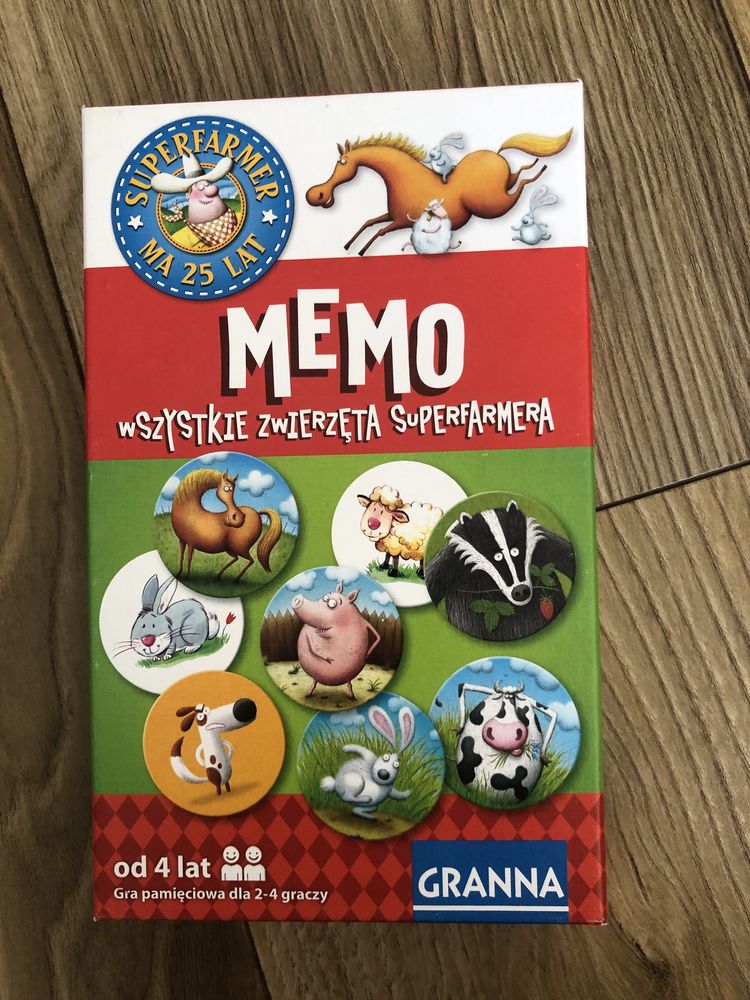 SUPERFARMER
MA 25 LAT
MEMO
wSZYSTKIE ZwIERZĘTA SuPERFARMERA
od 4 lat
Gra pamięciowa dla 2-4 graczy
GRANNA